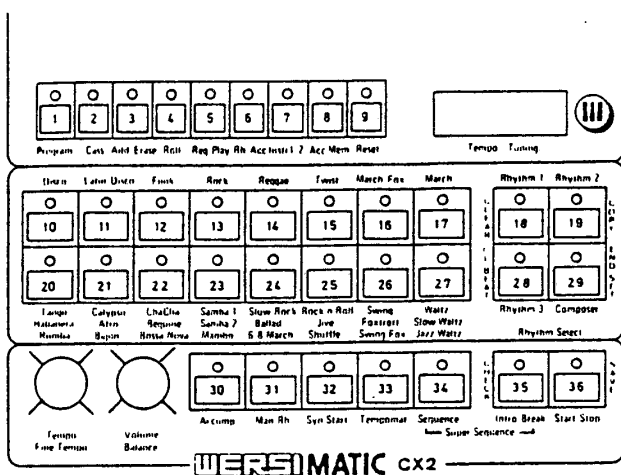 1 2 3 4 5 6 7 8 9
Program Cass Add Erase Roll Req Play Rh Acc Instr 1 2 Acc Mem Reset
Tempo Tuning
Disco Latin Disco Funk Rock Reggae Twist March Fox March
Rhythm 1 Rhythm 2
10 11 12 13 14 15 16 17
CLEAR
18 19
COPY
20 21 22 23 24 25 26 27
28 29
Tango Calypso ChaCha Samba 1 Slow Rock Rock n Roll Swing Waltz
Habanera Afro Beguine Samba 2 Ballad Jive Foxtrott Slow Waltz
Rumba Bajon Bossa Nova Mambo 6 8 March Shuffle Swing Fox Jazz Waltz
Rhythm 3 Composer
Rhythm Select
30 31 32 33 34
CHECK
35 36
SAVE
Accomp Man Rh Syn Start Tempomat Sequence Intro Break Start Stop
Super Sequence
Tempo
Fine Tempo
Volume
Balance
WERSIMATIC CX2